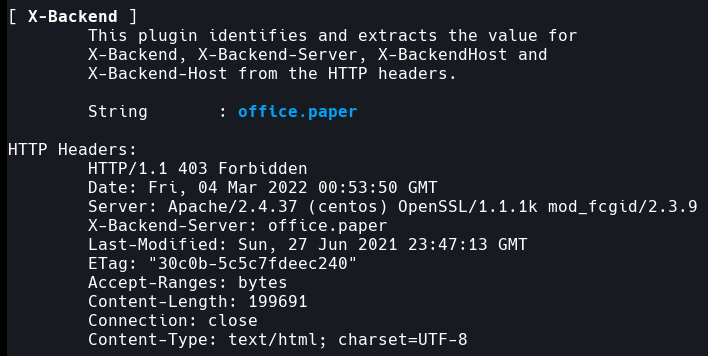 [ X-Backend ]
This plugin identifies and extracts the value for
X-Backend, X-Backend-Server, X-BackendHost and
X-Backend-Host from the HTTP headers.
String : office.paper
HTTP Headers:
HTTP/1.1 403 Forbidden
Date: Fri, 04 Mar 2022 00:53:50 GMT
Server: Apache/2.4.37 (centos) OpenSSL/1.1.1k mod_fcgid/2.3.9
X-Backend-Server: office.paper
Last-Modified: Sun, 27 Jun 2021 23:47:13 GMT
ETag: "30c0b-5c5c7fdeec240"
Accept-Ranges: bytes
Content-Length: 199691
Connection: close
Content-Type: text/html; charset=UTF-8